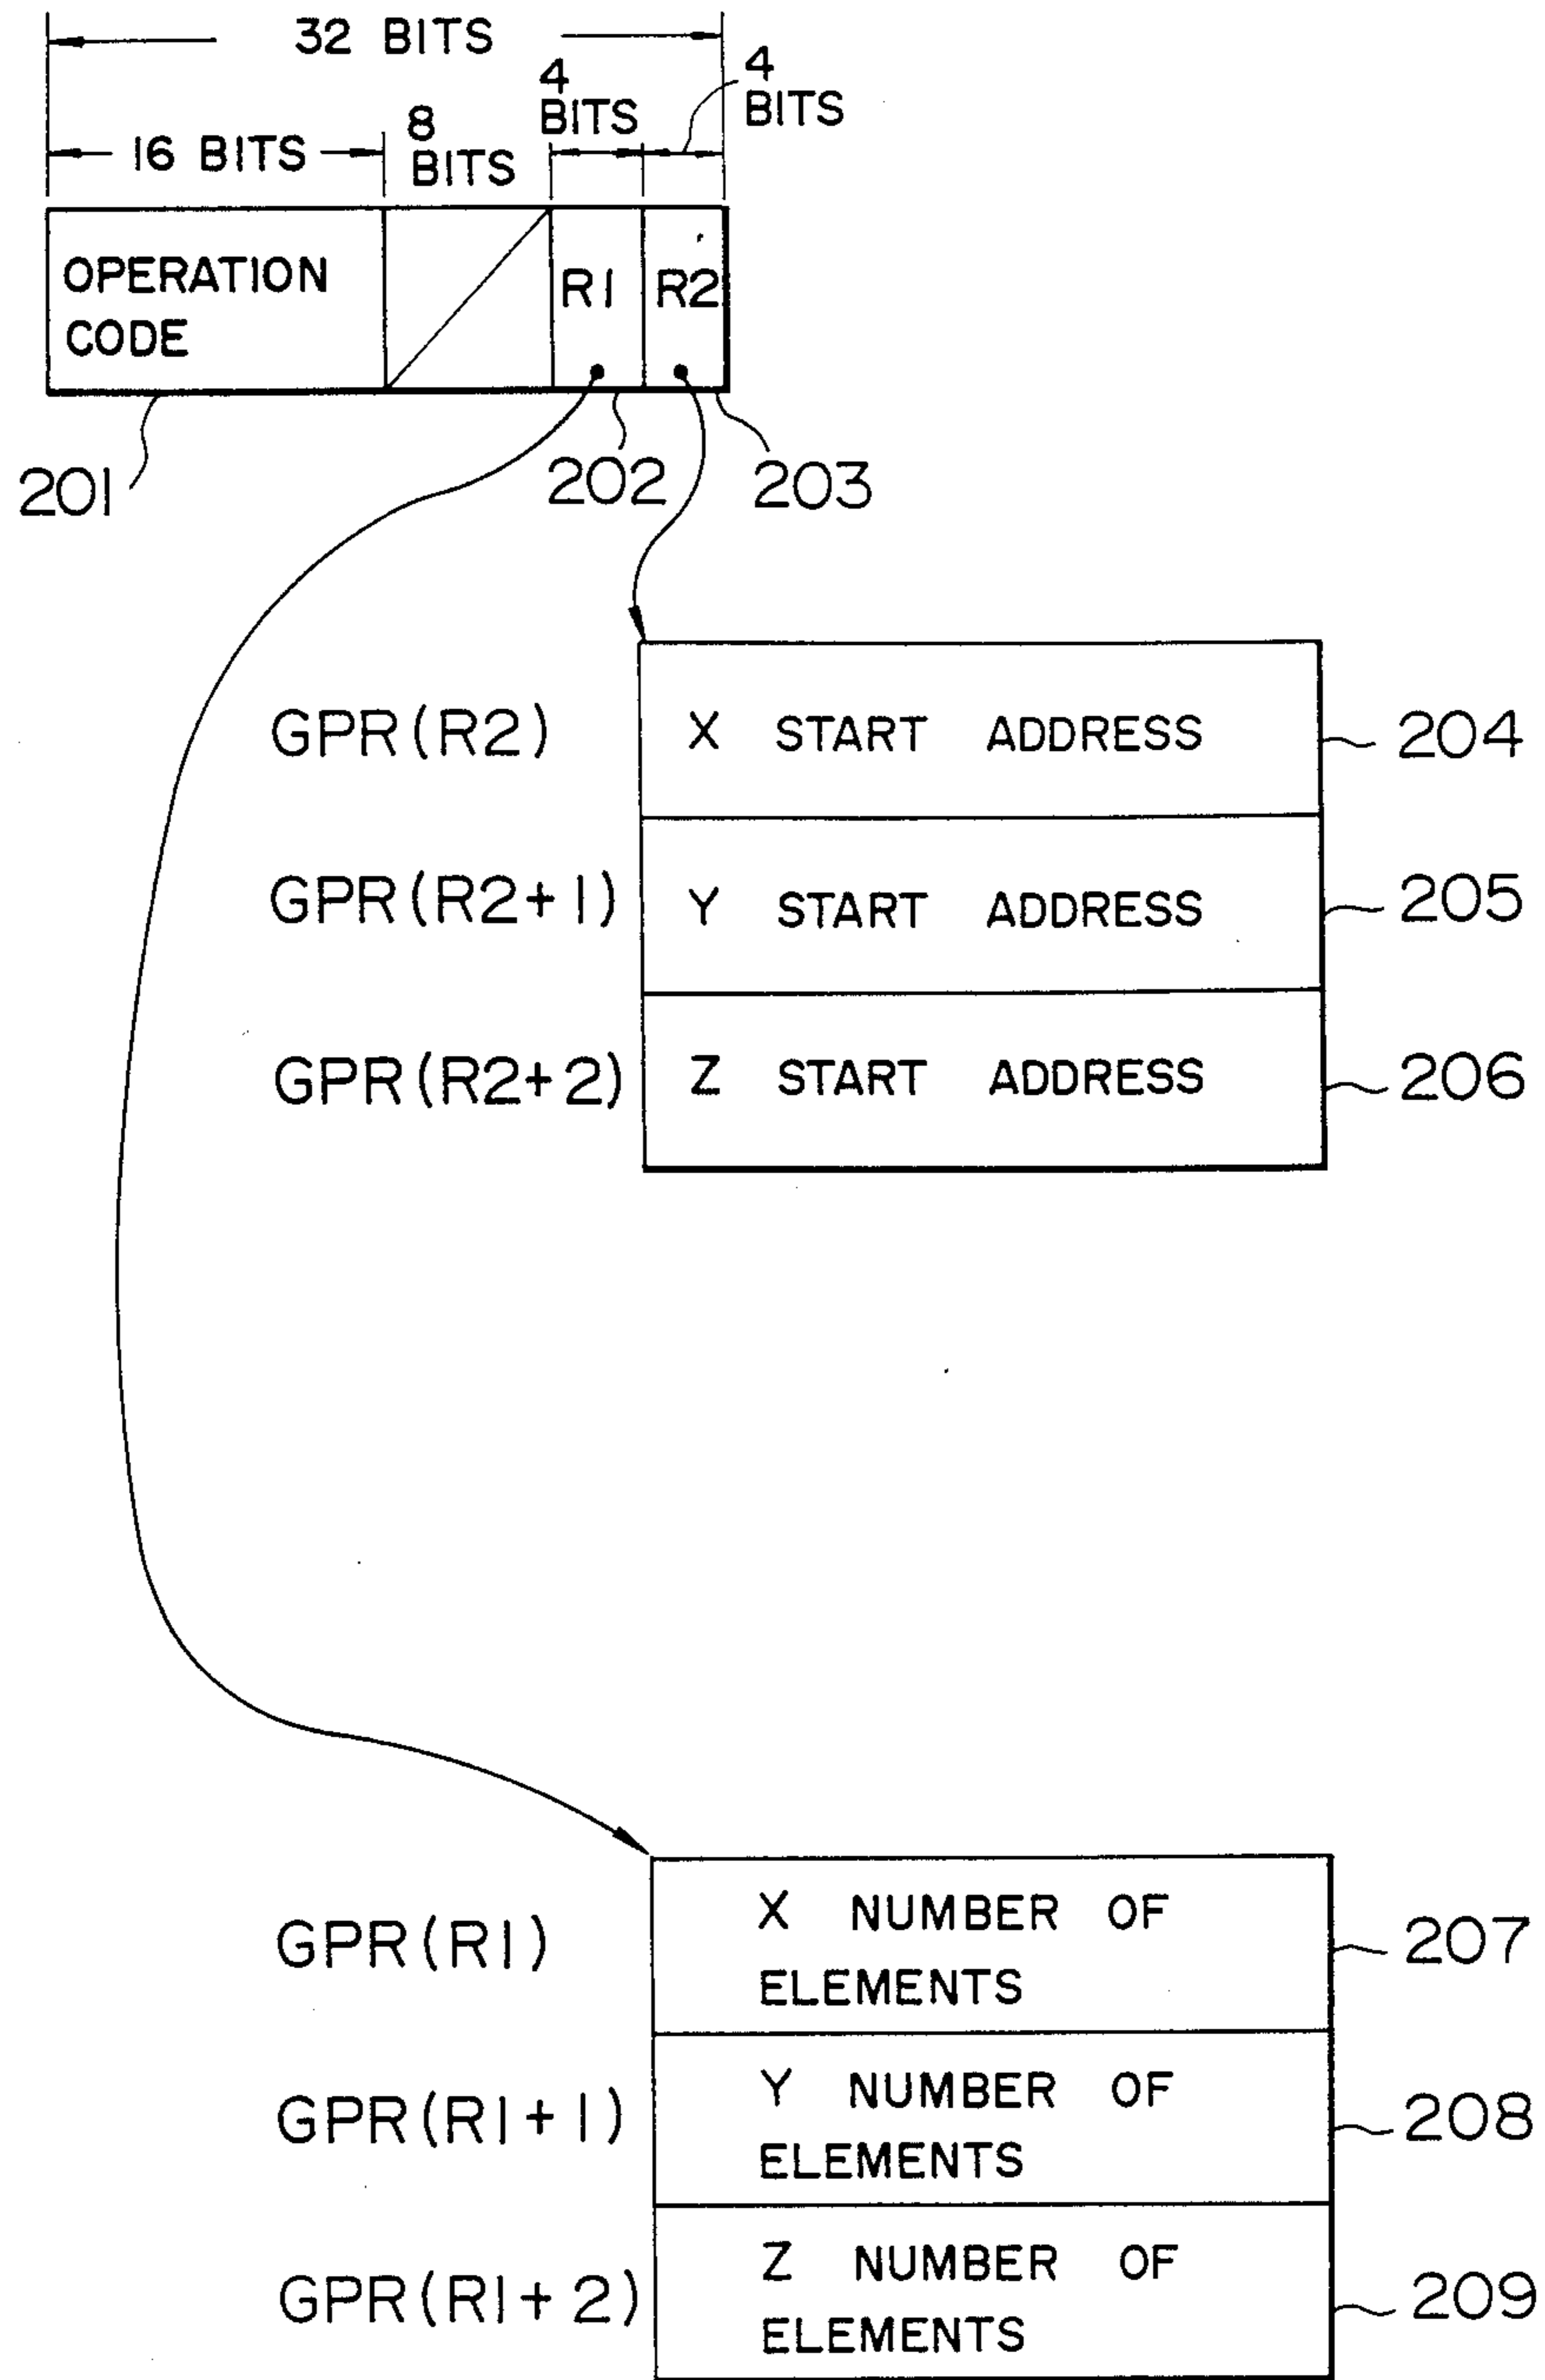 32 BITS
4
BITS
4
BITS
16 BITS
8
BITS
OPERATION
CODE
R1
R2
201
202
203
GPR(R2)
X START ADDRESS
204
GPR(R2+1)
Y START ADDRESS
205
GPR(R2+2)
Z START ADDRESS
206
GPR(R1)
X NUMBER OF
ELEMENTS
207
GPR(R1+1)
Y NUMBER OF
ELEMENTS
208
GPR(R1+2)
Z NUMBER OF
ELEMENTS
209